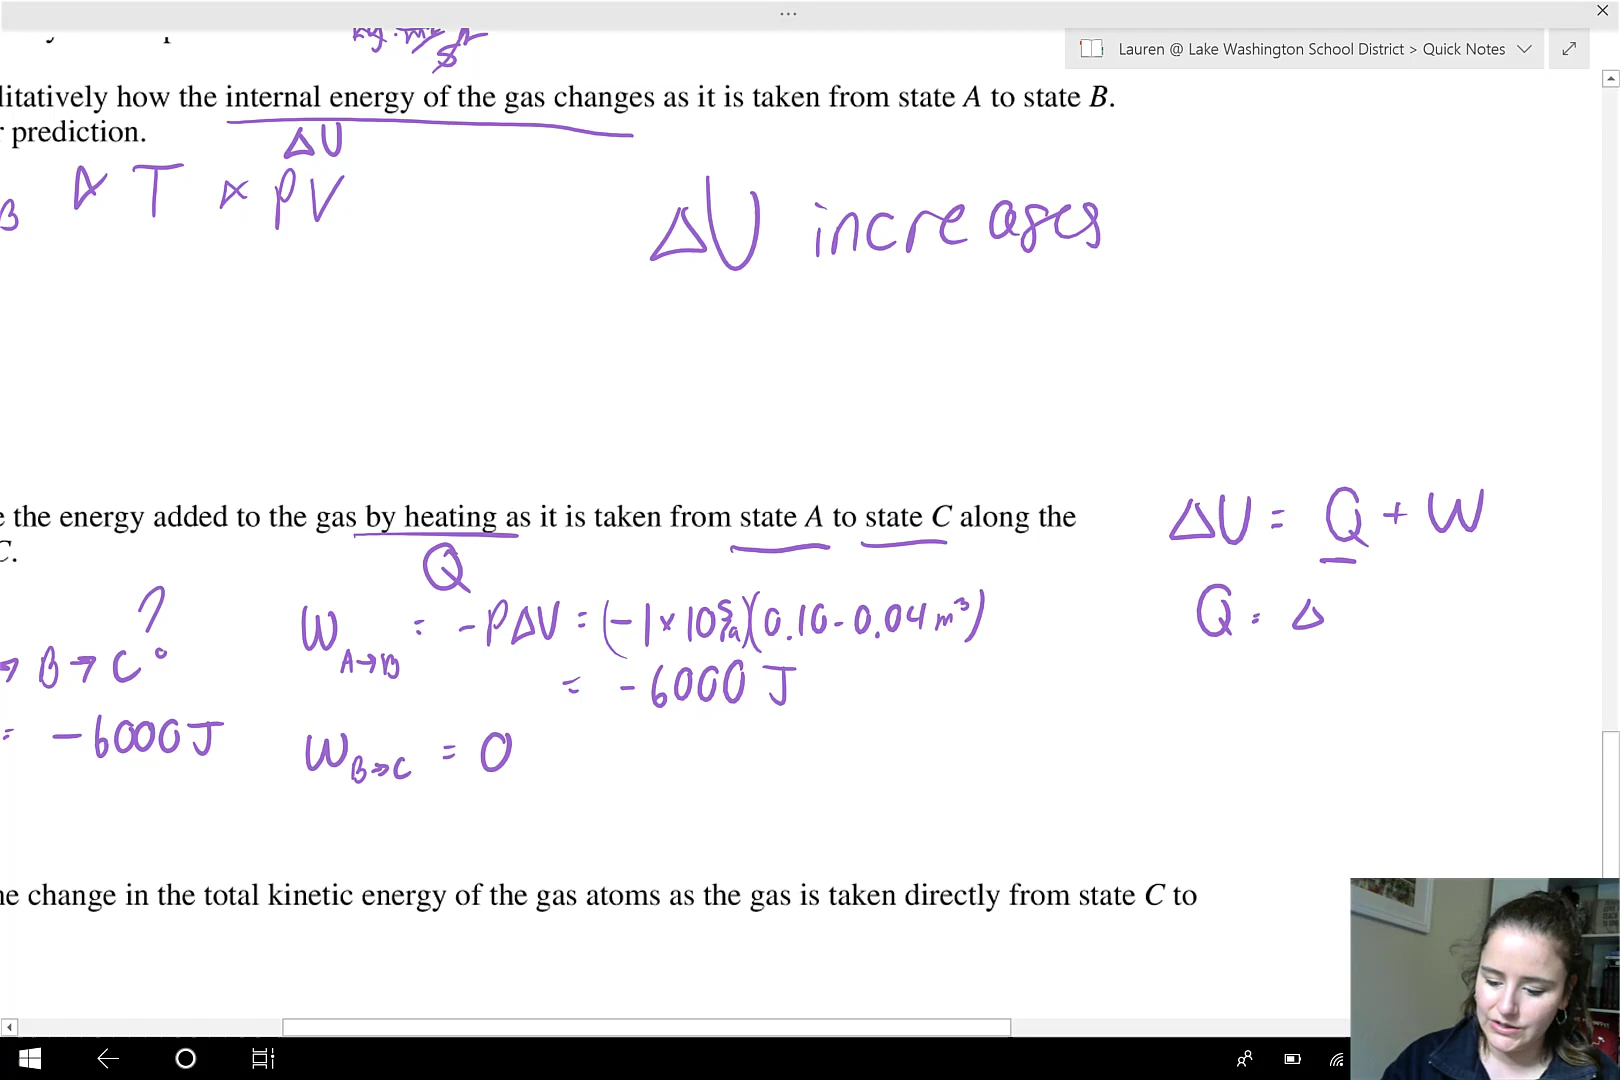 Lauren @ Lake Washington School District > Quick Notes
litatively how the internal energy of the gas changes as it is taken from state A to state B.
r prediction.
ΔU
B ∝ T ∝ PV
ΔU increases
e the energy added to the gas by heating as it is taken from state A to state C along the
C.
Q
ΔU = Q + W
Q = Δ
?
→ B → C
= -6000 J
W A→B = -PΔV = (-1 × 10⁵ Pa)(0.10 - 0.04 m³)
= -6000 J
W B→C = 0
ne change in the total kinetic energy of the gas atoms as the gas is taken directly from state C to